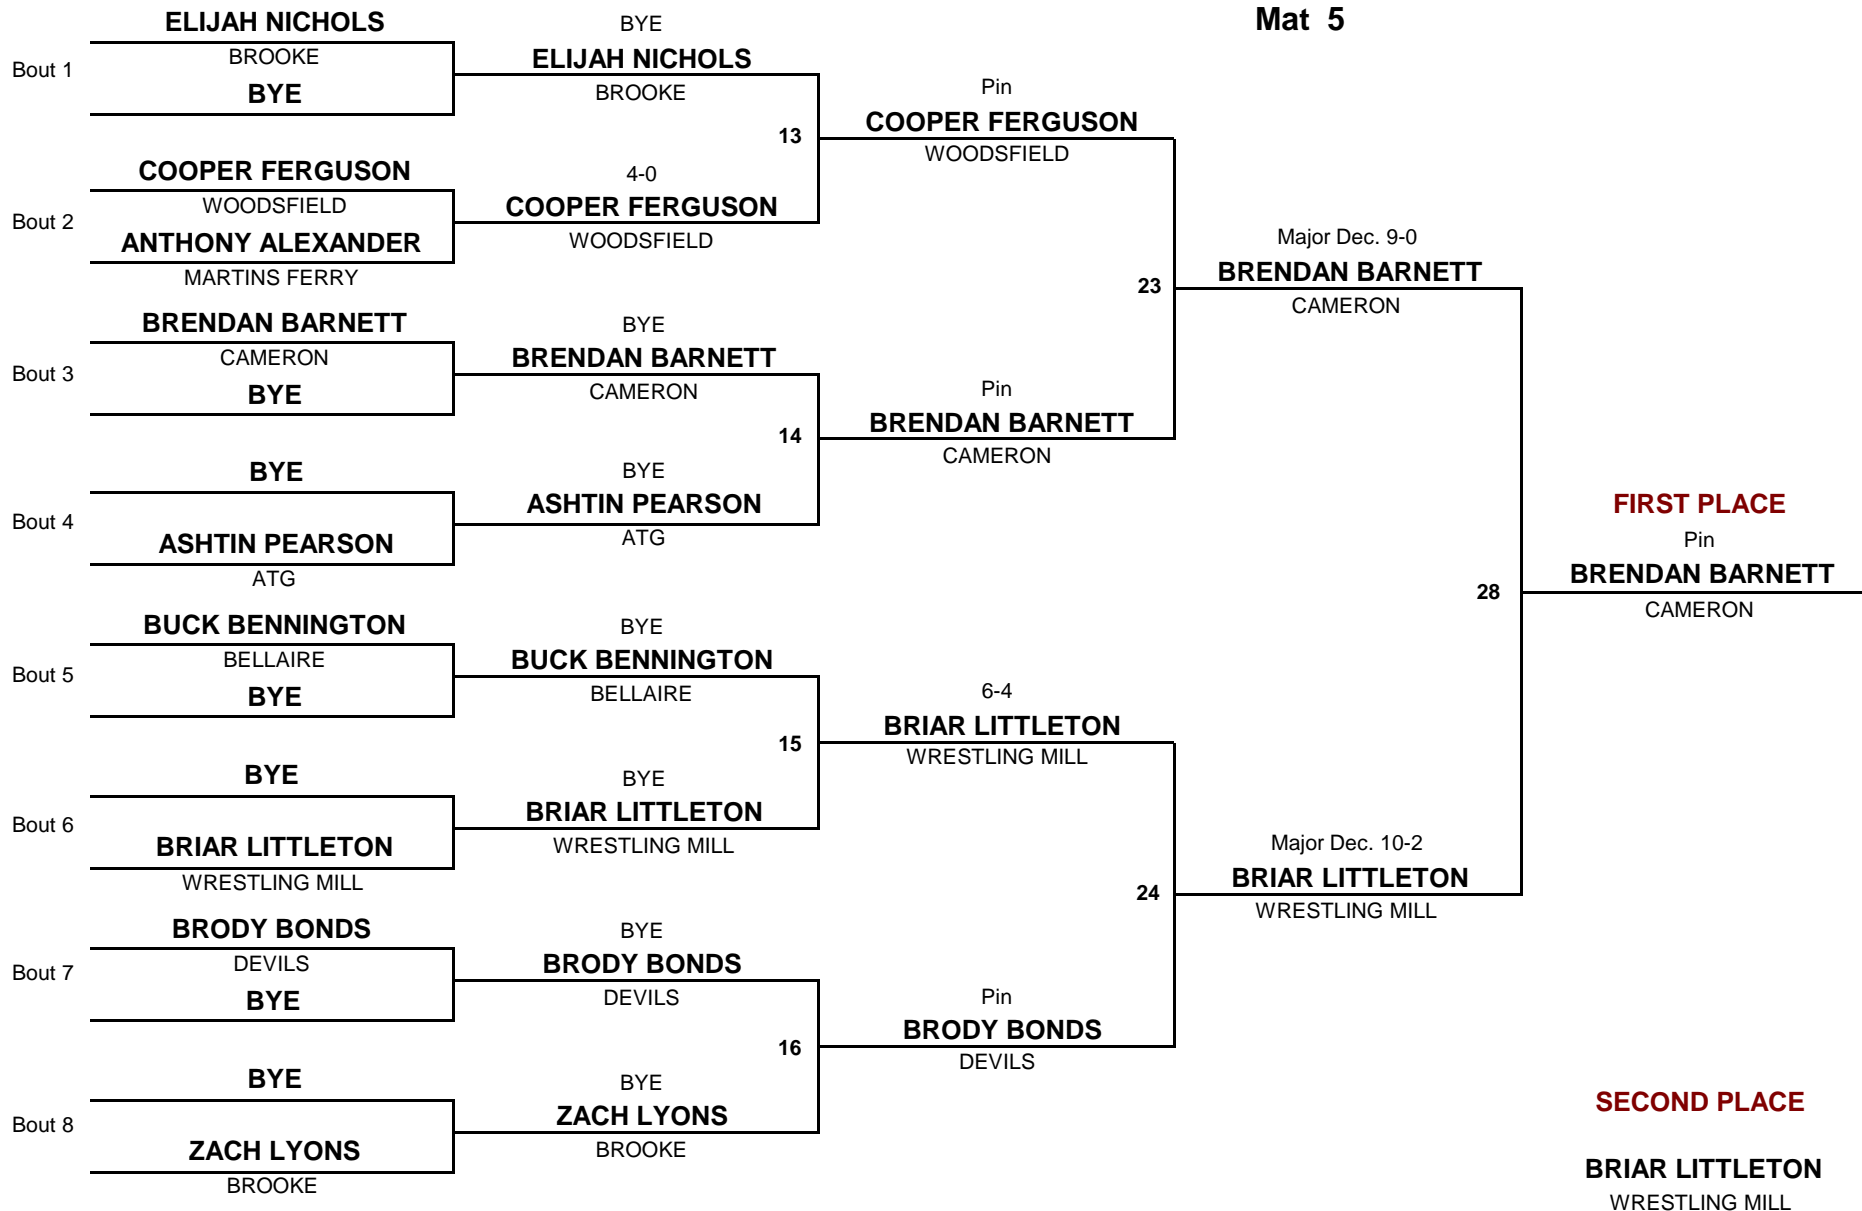 Mat 5
ELIJAH NICHOLS
BROOKE
Bout 1
BYE
COOPER FERGUSON
WOODSFIELD
Bout 2
ANTHONY ALEXANDER
MARTINS FERRY
BRENDAN BARNETT
CAMERON
Bout 3
BYE
BYE
Bout 4
ASHTIN PEARSON
ATG
BUCK BENNINGTON
BELLAIRE
Bout 5
BYE
BYE
Bout 6
BRIAR LITTLETON
WRESTLING MILL
BRODY BONDS
DEVILS
Bout 7
BYE
BYE
Bout 8
ZACH LYONS
BROOKE
BYE
ELIJAH NICHOLS
BROOKE
13
4-0
COOPER FERGUSON
WOODSFIELD
BYE
BRENDAN BARNETT
CAMERON
14
BYE
ASHTIN PEARSON
ATG
BYE
BUCK BENNINGTON
BELLAIRE
15
BYE
BRIAR LITTLETON
WRESTLING MILL
BYE
BRODY BONDS
DEVILS
16
BYE
ZACH LYONS
BROOKE
Pin
COOPER FERGUSON
WOODSFIELD
23
Pin
BRENDAN BARNETT
CAMERON
6-4
BRIAR LITTLETON
WRESTLING MILL
24
Pin
BRODY BONDS
DEVILS
Major Dec. 9-0
BRENDAN BARNETT
CAMERON
28
Major Dec. 10-2
BRIAR LITTLETON
WRESTLING MILL
FIRST PLACE
Pin
BRENDAN BARNETT
CAMERON
SECOND PLACE
BRIAR LITTLETON
WRESTLING MILL